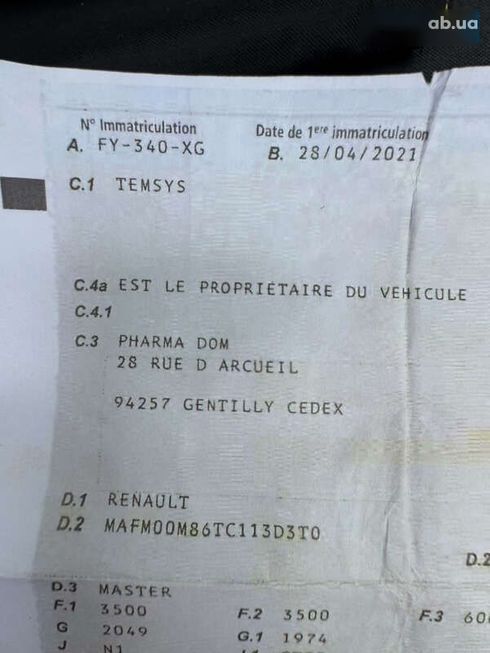 ab.ua
N° Immatriculation Date de 1ere immatriculation
A. FY-340-XG B. 28/04/2021
C.1 TEMSYS
C.4a EST LE PROPRIÉTAIRE DU VEHICULE
C.4.1
C.3 PHARMA DOM
28 RUE D ARCUEIL
94257 GENTILLY CEDEX
D.1 RENAULT
D.2 MAFM00M86TC113D3T0
D.2
D.3 MASTER
F.1 3500 F.2 3500 F.3
G 2049 G.1 1974
J N1